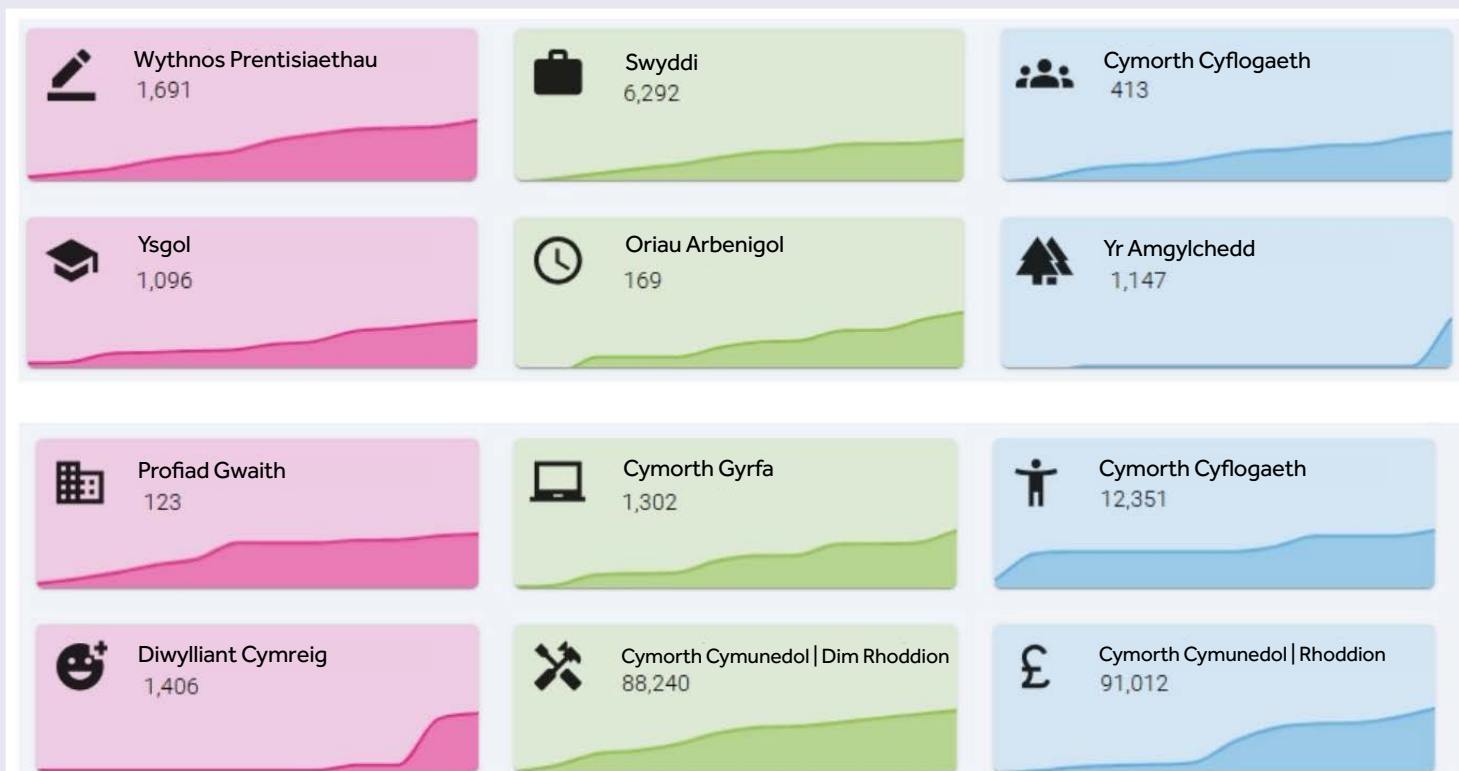 Wythnos Prentisiaethau
1,691
Swyddi
6,292
Cymorth Cyflogaeth
413
Ysgol
1,096
Oriau Arbenigol
169
Yr Amgylchedd
1,147
Profiad Gwaith
123
Cymorth Gyrfa
1,302
Cymorth Cyflogaeth
12,351
Diwylliant Cymreig
1,406
Cymorth Cymunedol | Dim Rhoddion
88,240
Cymorth Cymunedol | Rhoddion
91,012